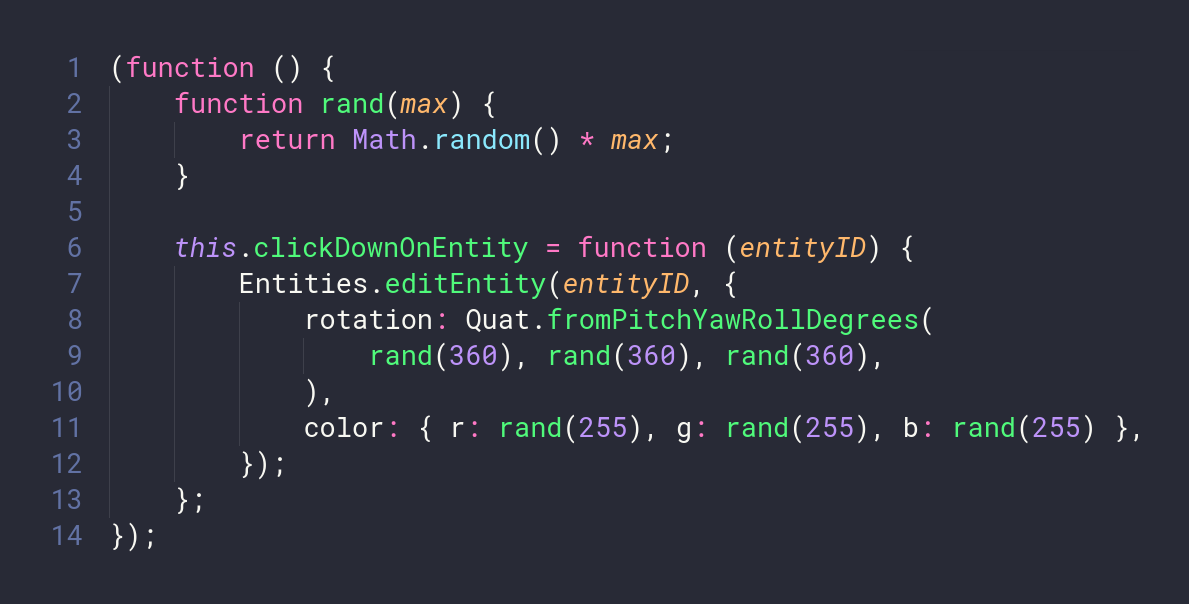 1 (function () {
2     function rand(max) {
3         return Math.random() * max;
4     }
5
6     this.clickDownOnEntity = function (entityID) {
7         Entities.editEntity(entityID, {
8             rotation: Quat.fromPitchYawRollDegrees(
9                 rand(360), rand(360), rand(360),
10             ),
11             color: { r: rand(255), g: rand(255), b: rand(255) },
12         });
13     };
14 });